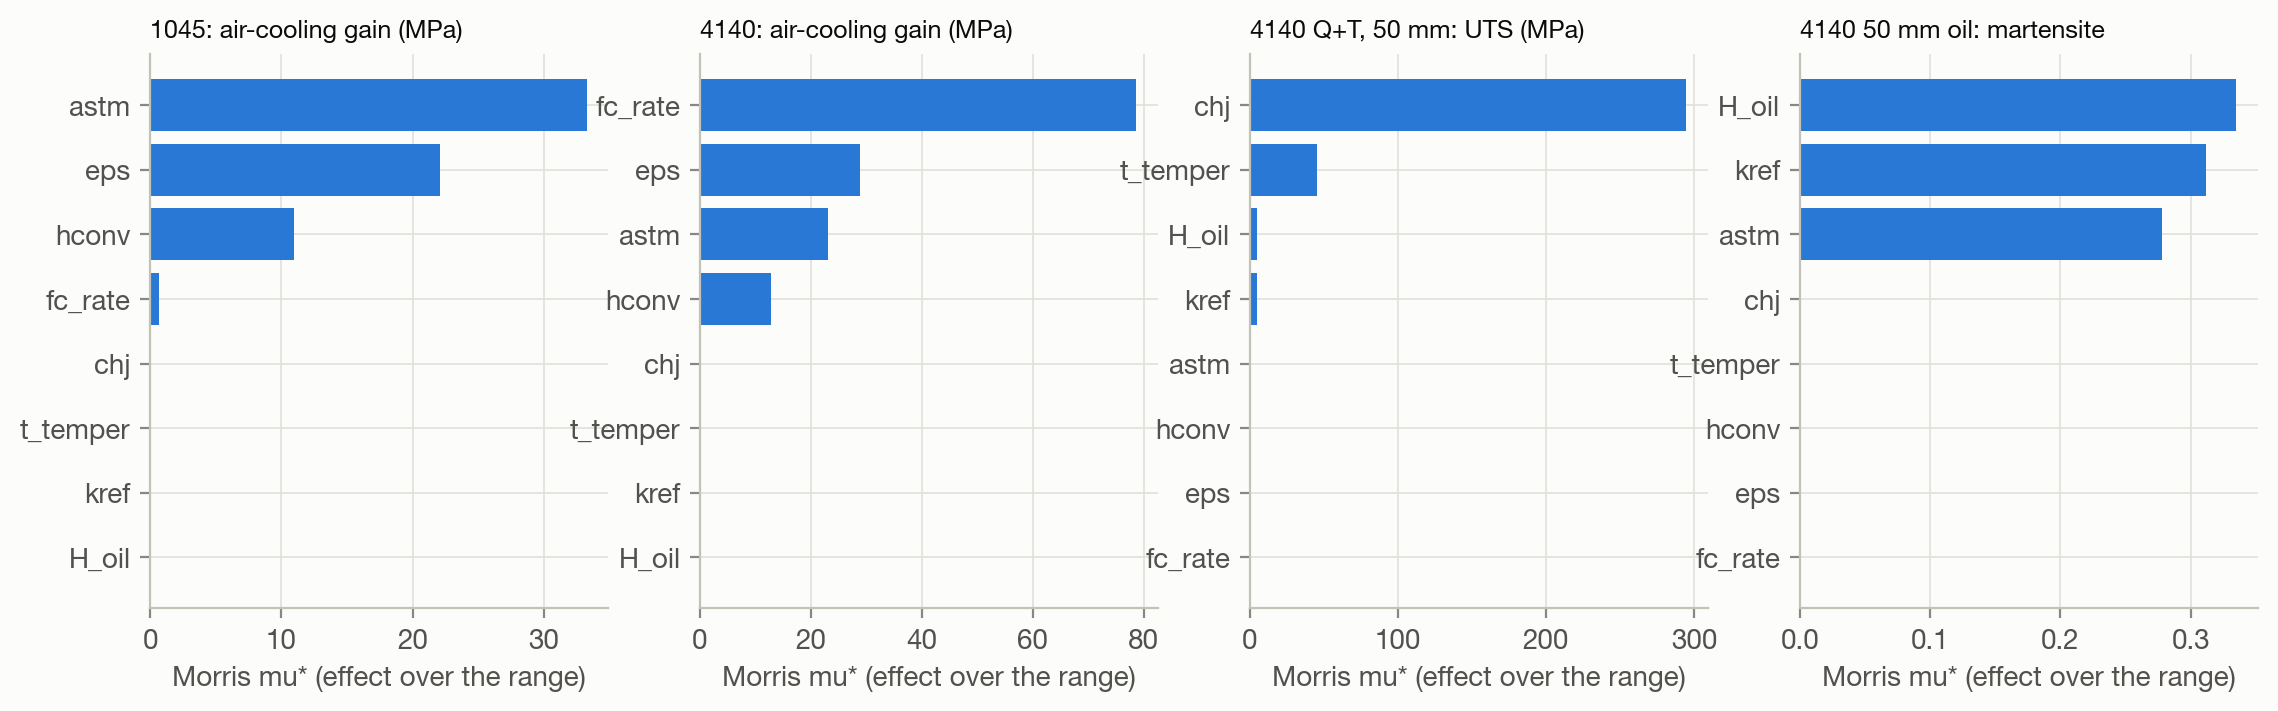 1045: air-cooling gain (MPa)
astm
eps
hconv
fc_rate
chj
t_temper
kref
H_oil
0 10 20 30
Morris mu* (effect over the range)
4140: air-cooling gain (MPa)
fc_rate
eps
astm
hconv
chj
t_temper
kref
H_oil
0 20 40 60 80
Morris mu* (effect over the range)
4140 Q+T, 50 mm: UTS (MPa)
chj
t_temper
H_oil
kref
astm
hconv
eps
fc_rate
0 100 200 300
Morris mu* (effect over the range)
4140 50 mm oil: martensite
H_oil
kref
astm
chj
t_temper
hconv
eps
fc_rate
0.0 0.1 0.2 0.3
Morris mu* (effect over the range)